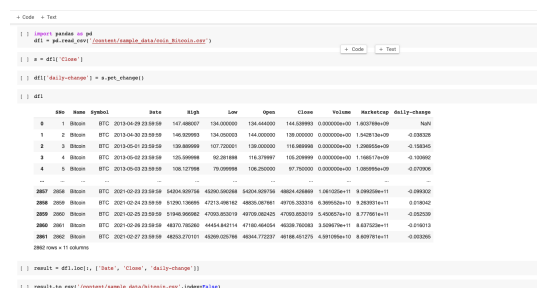 + Code + Text
[ ] import pandas as pd
df1 = pd.read_csv('/content/sample_data/coin_Bitcoin.csv')
+ Code + Text
[ ] s = df1['Close']
[ ] df1['daily-change'] = s.pct_change()
[ ] df1
SNo Name Symbol Date High Low Open Close Volume Marketcap daily-change
0 1 Bitcoin BTC 2013-04-29 23:59:59 147.488007 134.000000 134.444000 144.539993 0.000000e+00 1.603769e+09 NaN
1 2 Bitcoin BTC 2013-04-30 23:59:59 146.929993 134.050003 144.000000 139.000000 0.000000e+00 1.542813e+09 -0.038328
2 3 Bitcoin BTC 2013-05-01 23:59:59 139.889999 107.720001 139.000000 116.989998 0.000000e+00 1.298955e+09 -0.158345
3 4 Bitcoin BTC 2013-05-02 23:59:59 125.599998 92.281898 116.379997 105.209999 0.000000e+00 1.168517e+09 -0.100692
4 5 Bitcoin BTC 2013-05-03 23:59:59 108.127998 79.099998 106.250000 97.750000 0.000000e+00 1.085995e+09 -0.070906
... ... ... ... ... ... ... ... ... ... ... ...
2857 2858 Bitcoin BTC 2021-02-23 23:59:59 54204.929756 45290.590268 54204.929756 48824.426869 1.061025e+11 9.099259e+11 -0.099302
2858 2859 Bitcoin BTC 2021-02-24 23:59:59 51290.136695 47213.498162 48835.087661 49705.333316 6.369552e+10 9.263931e+11 0.018042
2859 2860 Bitcoin BTC 2021-02-25 23:59:59 51948.966982 47093.853019 49709.082425 47093.853019 5.450657e+10 8.777661e+11 -0.052539
2860 2861 Bitcoin BTC 2021-02-26 23:59:59 48370.785260 44454.842114 47180.464054 46339.760083 3.509679e+11 8.637523e+11 -0.016013
2861 2862 Bitcoin BTC 2021-02-27 23:59:59 48253.270101 45269.025766 46344.772237 46188.451275 4.591095e+10 8.609781e+11 -0.003265
2862 rows × 11 columns
[ ] result = df1.loc[:, ['Date', 'Close', 'daily-change']]
[ ] result.to_csv('/content/sample_data/bitcoin.csv',index=False)